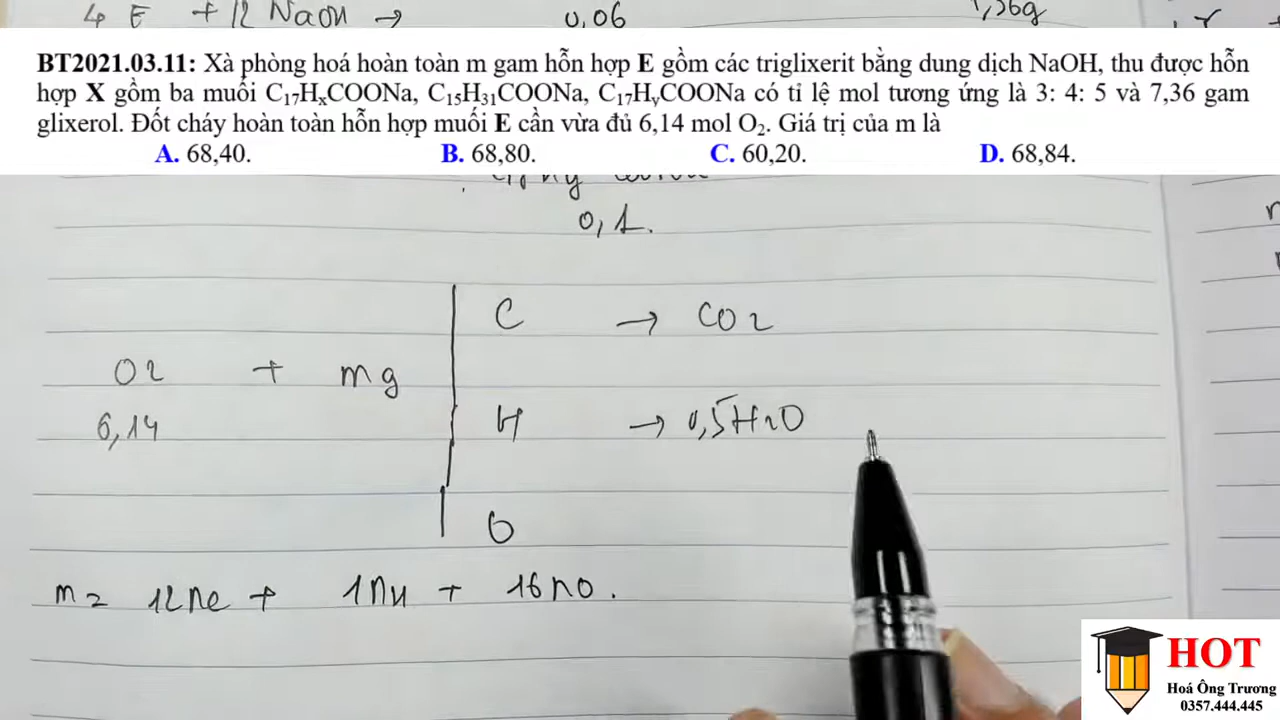 4 E + 12 NaOH →
0,06
BT2021.03.11: Xà phòng hoá hoàn toàn m gam hỗn hợp E gồm các triglixerit bằng dung dịch NaOH, thu được hỗn
hợp X gồm ba muối C₁₇HₓCOONa, C₁₅H₃₁COONa, C₁₇HᵧCOONa có tỉ lệ mol tương ứng là 3: 4: 5 và 7,36 gam
glixerol. Đốt cháy hoàn toàn hỗn hợp muối E cần vừa đủ 6,14 mol O₂. Giá trị của m là
A. 68,40. B. 68,80. C. 60,20. D. 68,84.
0,1.
C → CO2
O2 + mg
6,14 H → 0,5H2O
O
m = 12nC + 1nH + 16nO.
HOT
Hoá Ông Trương
0357.444.445